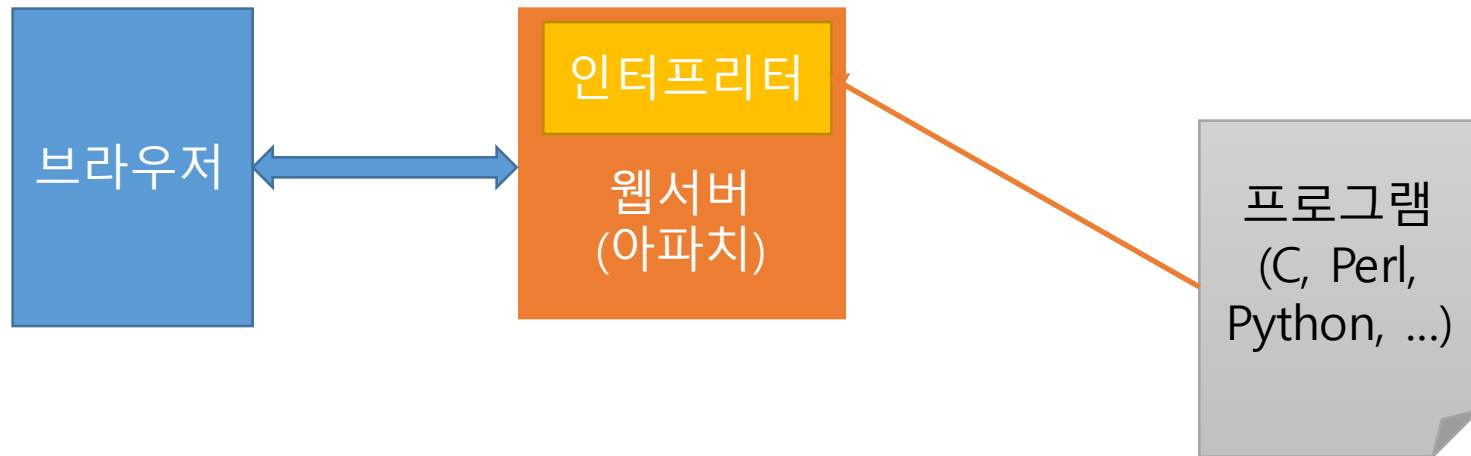 브라우저
인터프리터
웹서버
(아파치)
프로그램
(C, Perl,
Python, ...)